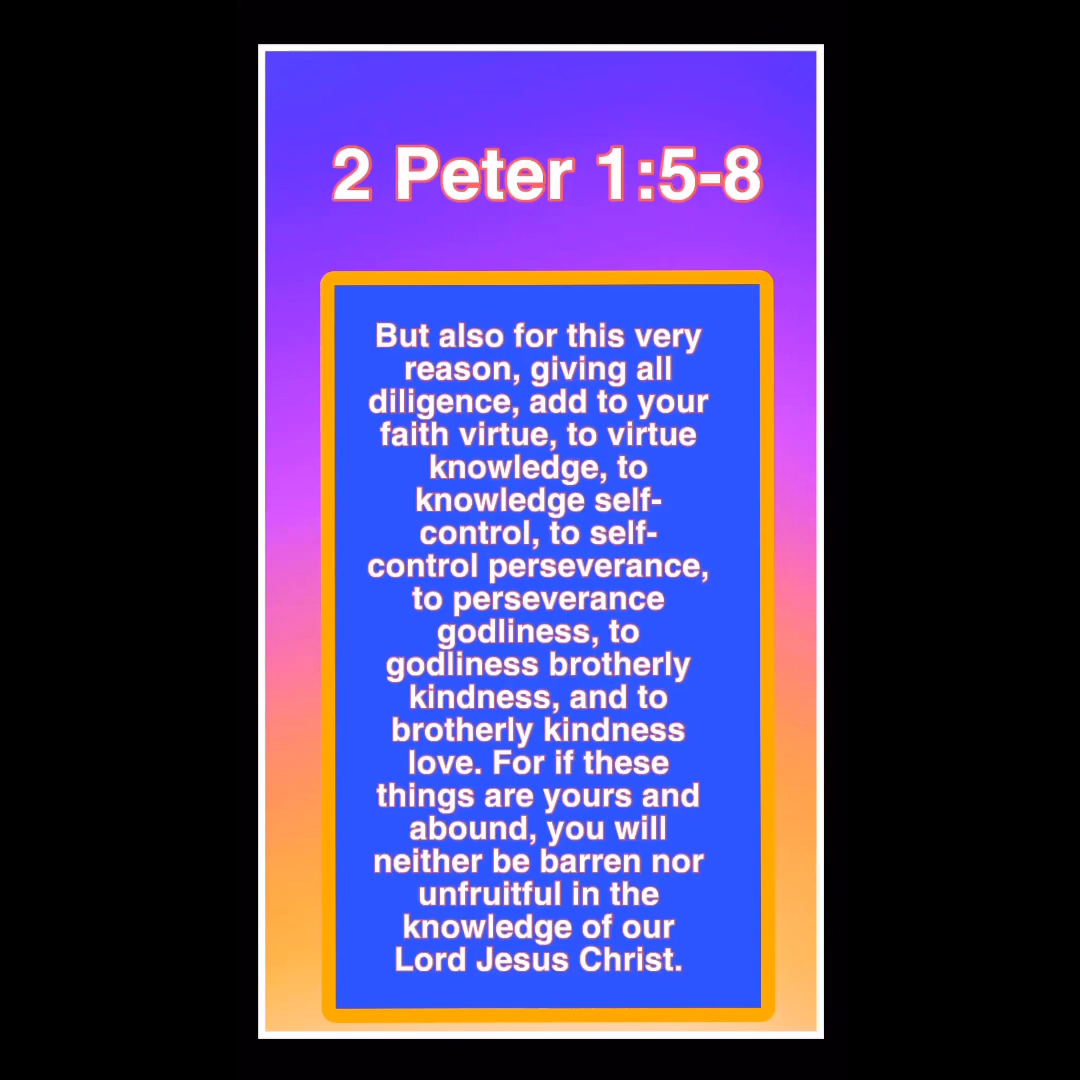 2 Peter 1:5-8
But also for this very
reason, giving all
diligence, add to your
faith virtue, to virtue
knowledge, to
knowledge self-
control, to self-
control perseverance,
to perseverance
godliness, to
godliness brotherly
kindness, and to
brotherly kindness
love. For if these
things are yours and
abound, you will
neither be barren nor
unfruitful in the
knowledge of our
Lord Jesus Christ.